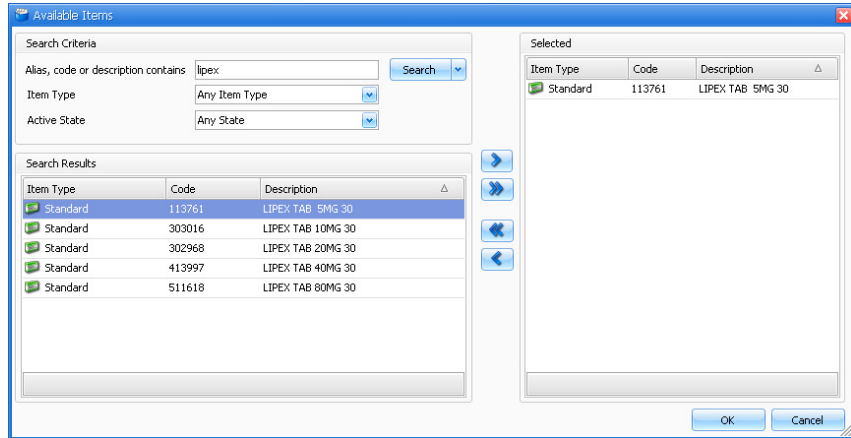 Available Items
Search Criteria
Alias, code or description contains lipex Search
Item Type Any Item Type
Active State Any State
Search Results
Item Type Code Description
Standard 113761 LIPEX TAB  5MG 30
Standard 303016 LIPEX TAB 10MG 30
Standard 302968 LIPEX TAB 20MG 30
Standard 413997 LIPEX TAB 40MG 30
Standard 511618 LIPEX TAB 80MG 30
Selected
Item Type Code Description
Standard 113761 LIPEX TAB  5MG 30
OK Cancel